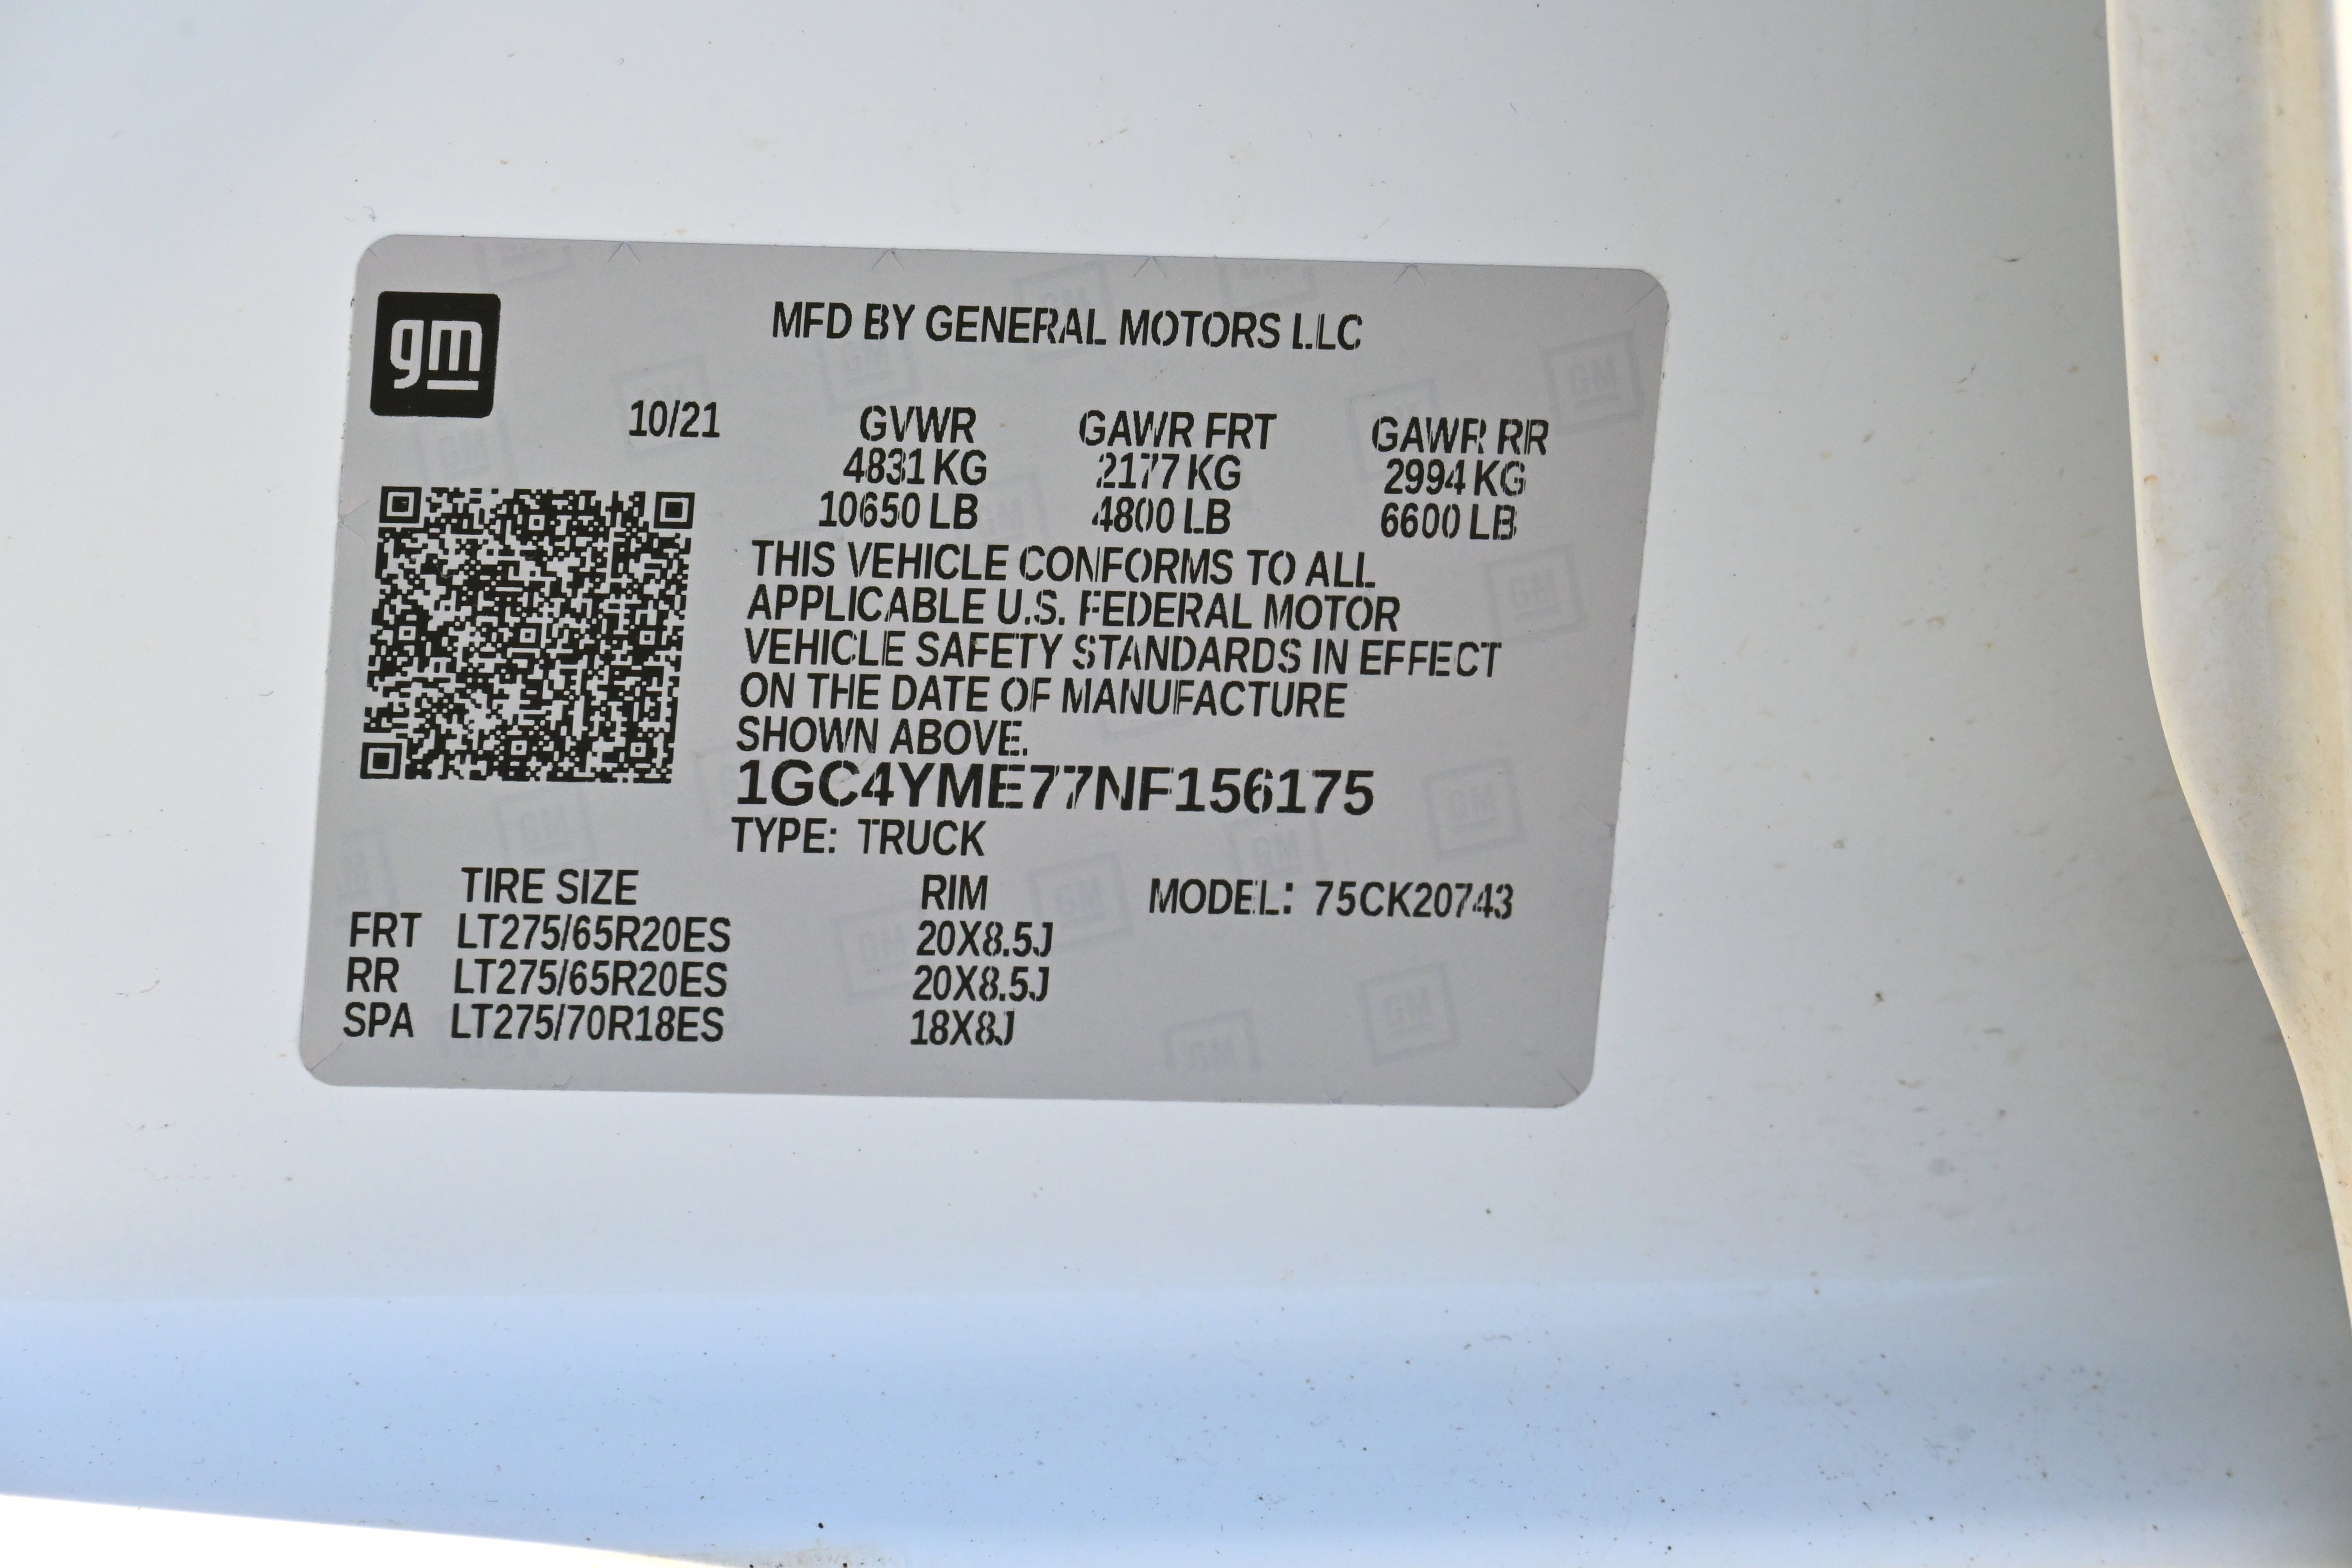 gm
MFD BY GENERAL MOTORS LLC
10/21 GVWR GAWR FRT GAWR RR
4831 KG 2177 KG 2994 KG
10650 LB 4800 LB 6600 LB
THIS VEHICLE CONFORMS TO ALL
APPLICABLE U.S. FEDERAL MOTOR
VEHICLE SAFETY STANDARDS IN EFFECT
ON THE DATE OF MANUFACTURE
SHOWN ABOVE.
1GC4YME77NF156175
TYPE: TRUCK
TIRE SIZE RIM MODEL: 75CK20743
FRT LT275/65R20ES 20X8.5J
RR LT275/65R20ES 20X8.5J
SPA LT275/70R18ES 18X8J